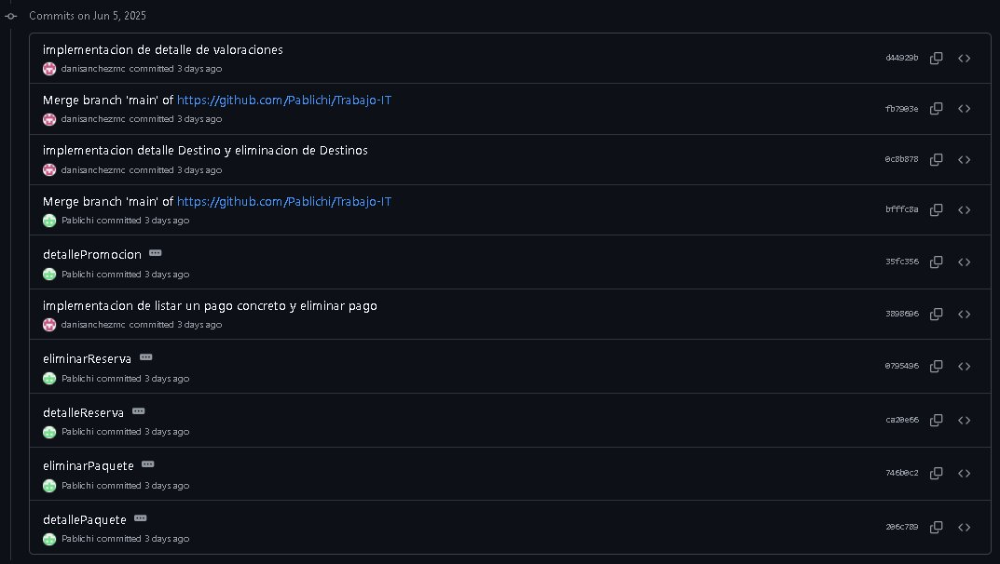 Commits on Jun 5, 2025
implementacion de detalle de valoraciones
danisanchezmc committed 3 days ago
d44929b
Merge branch 'main' of https://github.com/Pablichi/Trabajo-IT
danisanchezmc committed 3 days ago
fb7903e
implementacion detalle Destino y eliminacion de Destinos
danisanchezmc committed 3 days ago
0c8b878
Merge branch 'main' of https://github.com/Pablichi/Trabajo-IT
Pablichi committed 3 days ago
bfffc8a
detallePromocion
Pablichi committed 3 days ago
35fc356
implementacion de listar un pago concreto y eliminar pago
danisanchezmc committed 3 days ago
3898696
eliminarReserva
Pablichi committed 3 days ago
0795496
detalleReserva
Pablichi committed 3 days ago
ca20e66
eliminarPaquete
Pablichi committed 3 days ago
746b0c2
detallePaquete
Pablichi committed 3 days ago
206c789